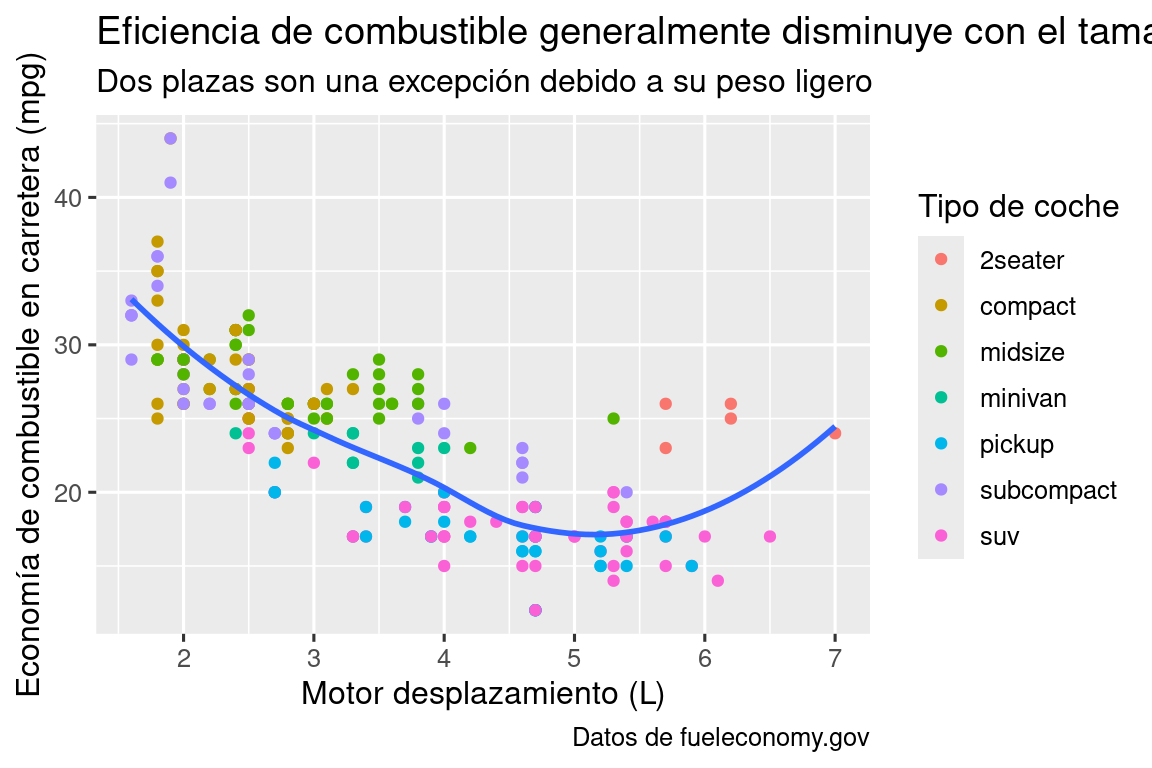 Eficiencia de combustible generalmente disminuye con el
Dos plazas son una excepción debido a su peso ligero
Economía de combustible en carretera (mpg)
40
30
20
2 3 4 5 6 7
Motor desplazamiento (L)
Tipo de coche
2seater
compact
midsize
minivan
pickup
subcompact
suv
Datos de fueleconomy.gov